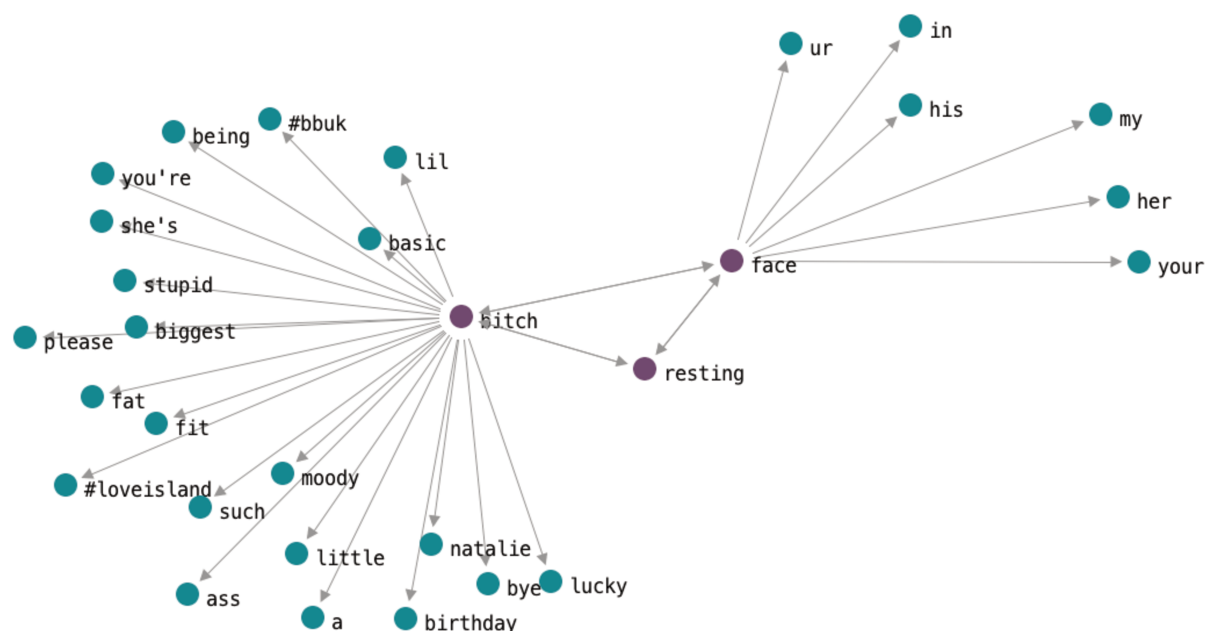 in
ur
his
my
#bbuk
being
lil
you're
her
she's
basic
face
your
stupid
bitch
biggest
please
resting
fat
fit
moody
#loveisland
such
natalie
little
bye
lucky
ass
a
birthday